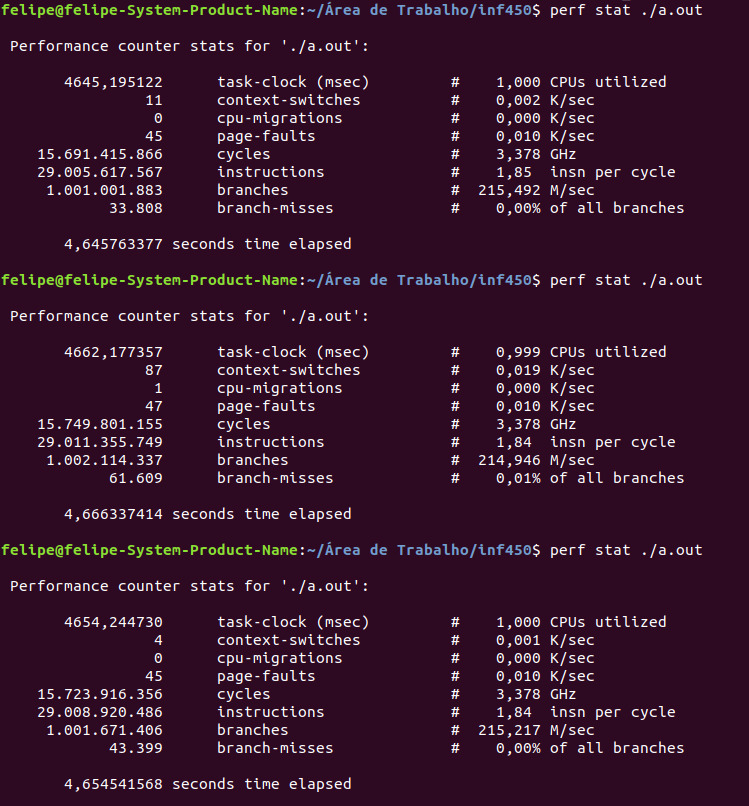 felipe@felipe-System-Product-Name:~/Área de Trabalho/inf450$ perf stat ./a.out
Performance counter stats for './a.out':
4645,195122 task-clock (msec) # 1,000 CPUs utilized
11 context-switches # 0,002 K/sec
0 cpu-migrations # 0,000 K/sec
45 page-faults # 0,010 K/sec
15.691.415.866 cycles # 3,378 GHz
29.005.617.567 instructions # 1,85 insn per cycle
1.001.001.883 branches # 215,492 M/sec
33.808 branch-misses # 0,00% of all branches
4,645763377 seconds time elapsed
felipe@felipe-System-Product-Name:~/Área de Trabalho/inf450$ perf stat ./a.out
Performance counter stats for './a.out':
4662,177357 task-clock (msec) # 0,999 CPUs utilized
87 context-switches # 0,019 K/sec
1 cpu-migrations # 0,000 K/sec
47 page-faults # 0,010 K/sec
15.749.801.155 cycles # 3,378 GHz
29.011.355.749 instructions # 1,84 insn per cycle
1.002.114.337 branches # 214,946 M/sec
61.609 branch-misses # 0,01% of all branches
4,666337414 seconds time elapsed
felipe@felipe-System-Product-Name:~/Área de Trabalho/inf450$ perf stat ./a.out
Performance counter stats for './a.out':
4654,244730 task-clock (msec) # 1,000 CPUs utilized
4 context-switches # 0,001 K/sec
0 cpu-migrations # 0,000 K/sec
45 page-faults # 0,010 K/sec
15.723.916.356 cycles # 3,378 GHz
29.008.920.486 instructions # 1,84 insn per cycle
1.001.671.406 branches # 215,217 M/sec
43.399 branch-misses # 0,00% of all branches
4,654541568 seconds time elapsed